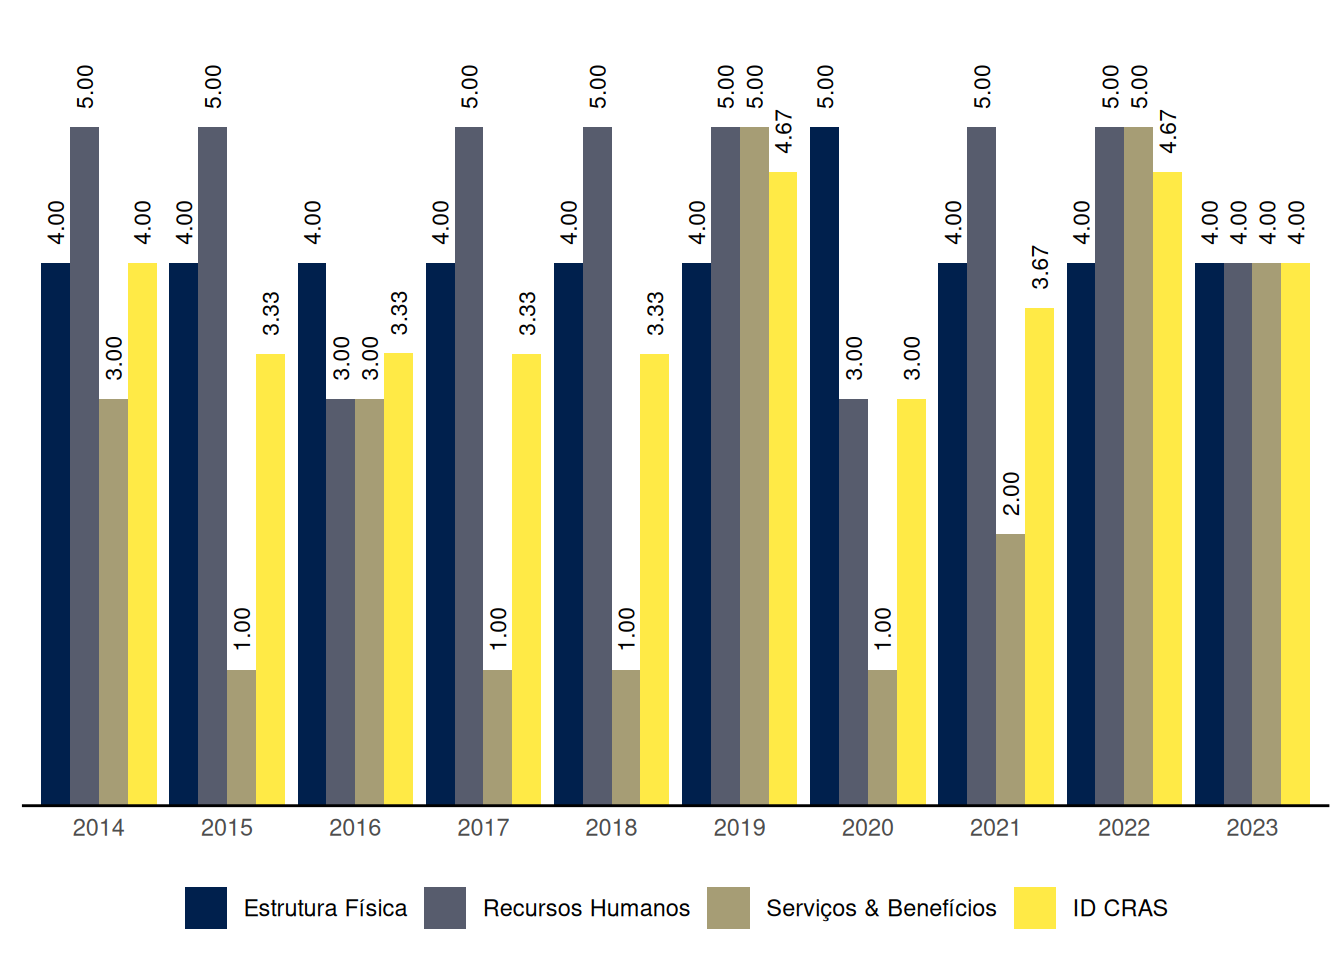 4.00 5.00 3.00 4.00
4.00 5.00 1.00 3.33
4.00 3.00 3.00 3.33
4.00 5.00 1.00 3.33
4.00 5.00 1.00 3.33
4.00 5.00 5.00 4.67
5.00 3.00 1.00 3.00
4.00 5.00 2.00 3.67
4.00 5.00 5.00 4.67
4.00 4.00 4.00 4.00
2014 2015 2016 2017 2018 2019 2020 2021 2022 2023
Estrutura Física Recursos Humanos Serviços & Benefícios ID CRAS